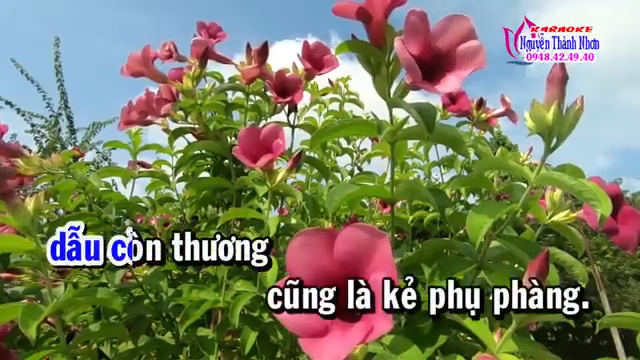 KARAOKE
Nguyễn Thành Nhơn
0948.42.49.40
dẫu còn thương
cũng là kẻ phụ phàng.